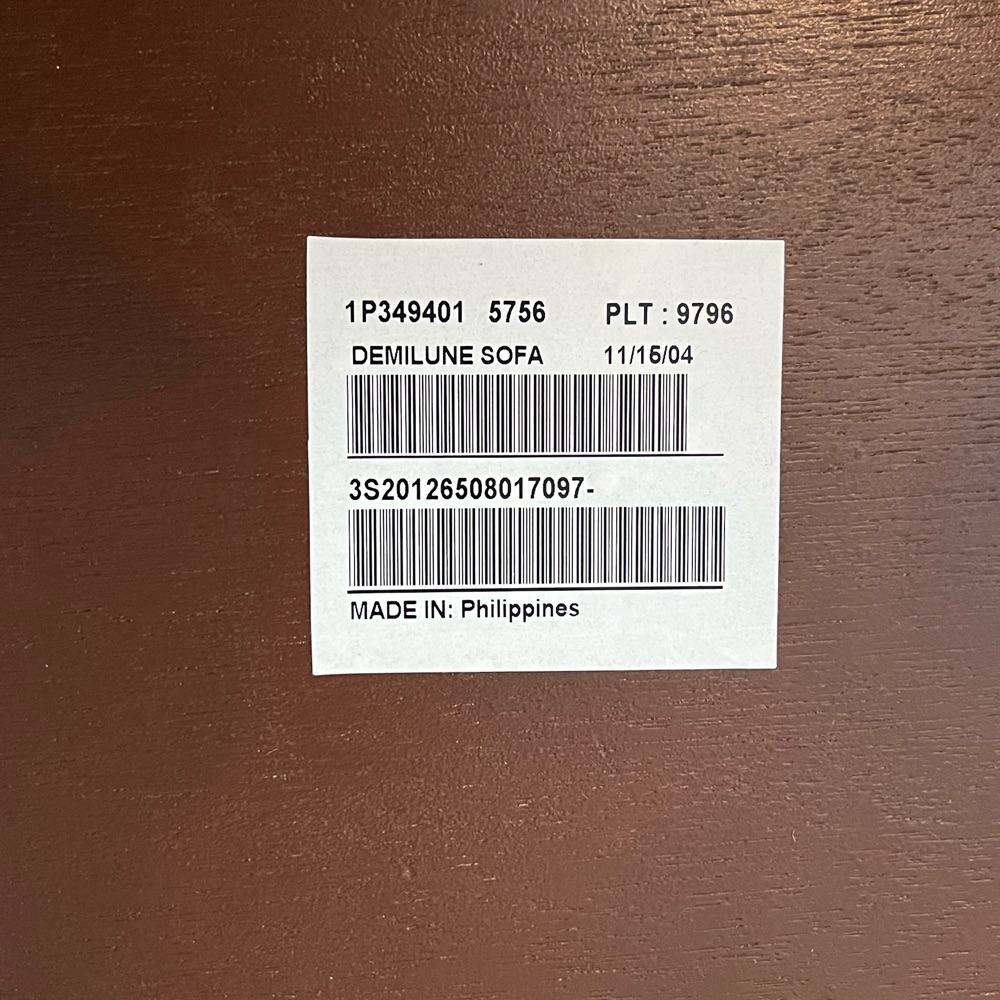 1P349401 5756 PLT : 9796
DEMILUNE SOFA 11/15/04
3S20126508017097-
MADE IN: Philippines